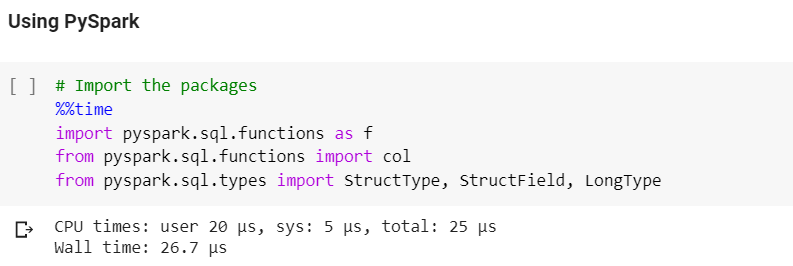 Using PySpark
[ ] # Import the packages
%%time
import pyspark.sql.functions as f
from pyspark.sql.functions import col
from pyspark.sql.types import StructType, StructField, LongType
CPU times: user 20 µs, sys: 5 µs, total: 25 µs
Wall time: 26.7 µs